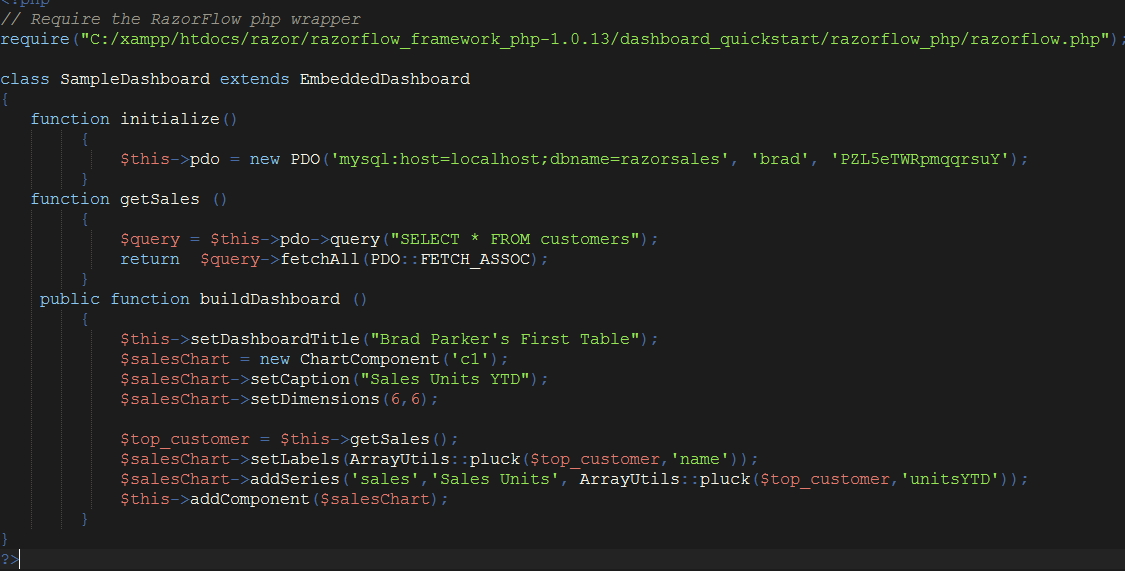 <?php
// Require the RazorFlow php wrapper
require("C:/xampp/htdocs/razor/razorflow_framework_php-1.0.13/dashboard_quickstart/razorflow_php/razorflow.php");
class SampleDashboard extends EmbeddedDashboard
{
function initialize()
{
$this->pdo = new PDO('mysql:host=localhost;dbname=razorsales', 'brad', 'PZL5eTWRpmqqrsuY');
}
function getSales ()
{
$query = $this->pdo->query("SELECT * FROM customers");
return  $query->fetchAll(PDO::FETCH_ASSOC);
}
public function buildDashboard ()
{
$this->setDashboardTitle("Brad Parker's First Table");
$salesChart = new ChartComponent('c1');
$salesChart->setCaption("Sales Units YTD");
$salesChart->setDimensions(6,6);
$top_customer = $this->getSales();
$salesChart->setLabels(ArrayUtils::pluck($top_customer,'name'));
$salesChart->addSeries('sales','Sales Units', ArrayUtils::pluck($top_customer,'unitsYTD'));
$this->addComponent($salesChart);
}
}
?>